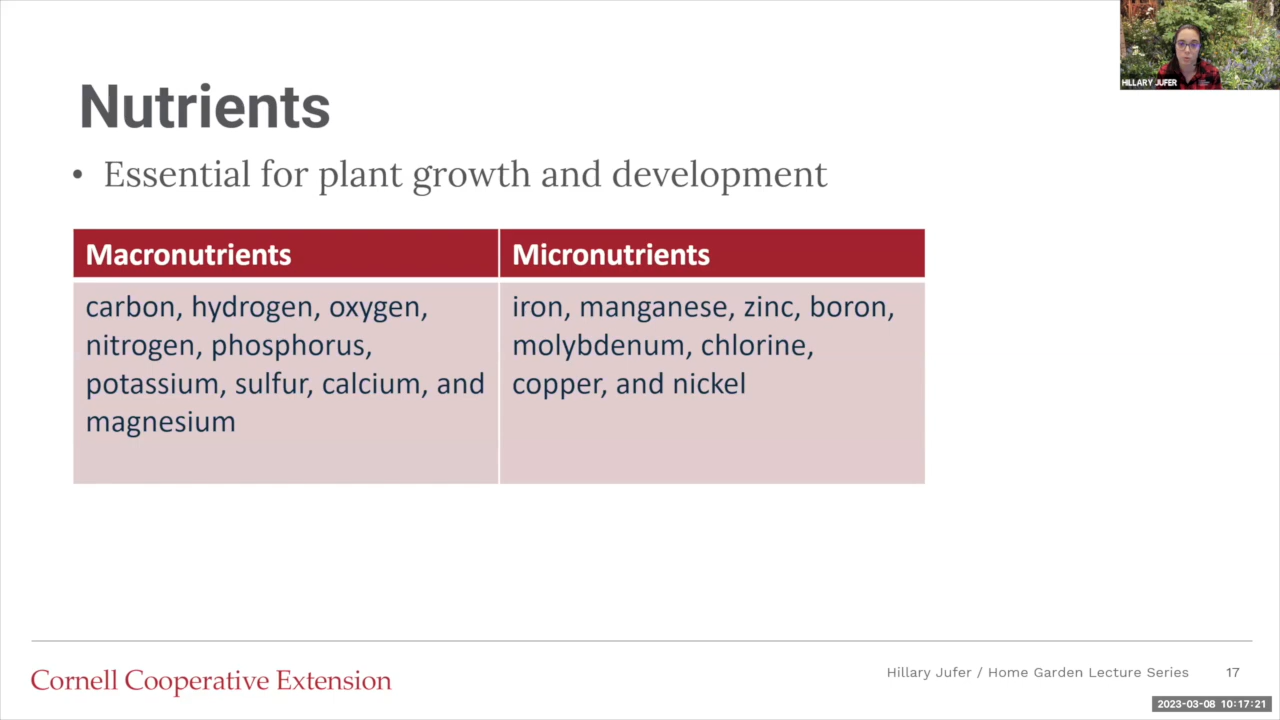 HILLARY JUFER
Nutrients
• Essential for plant growth and development
Macronutrients
carbon, hydrogen, oxygen,
nitrogen, phosphorus,
potassium, sulfur, calcium, and
magnesium
Micronutrients
iron, manganese, zinc, boron,
molybdenum, chlorine,
copper, and nickel
Cornell Cooperative Extension
Hillary Jufer / Home Garden Lecture Series 17
2023-03-08 10:17:21